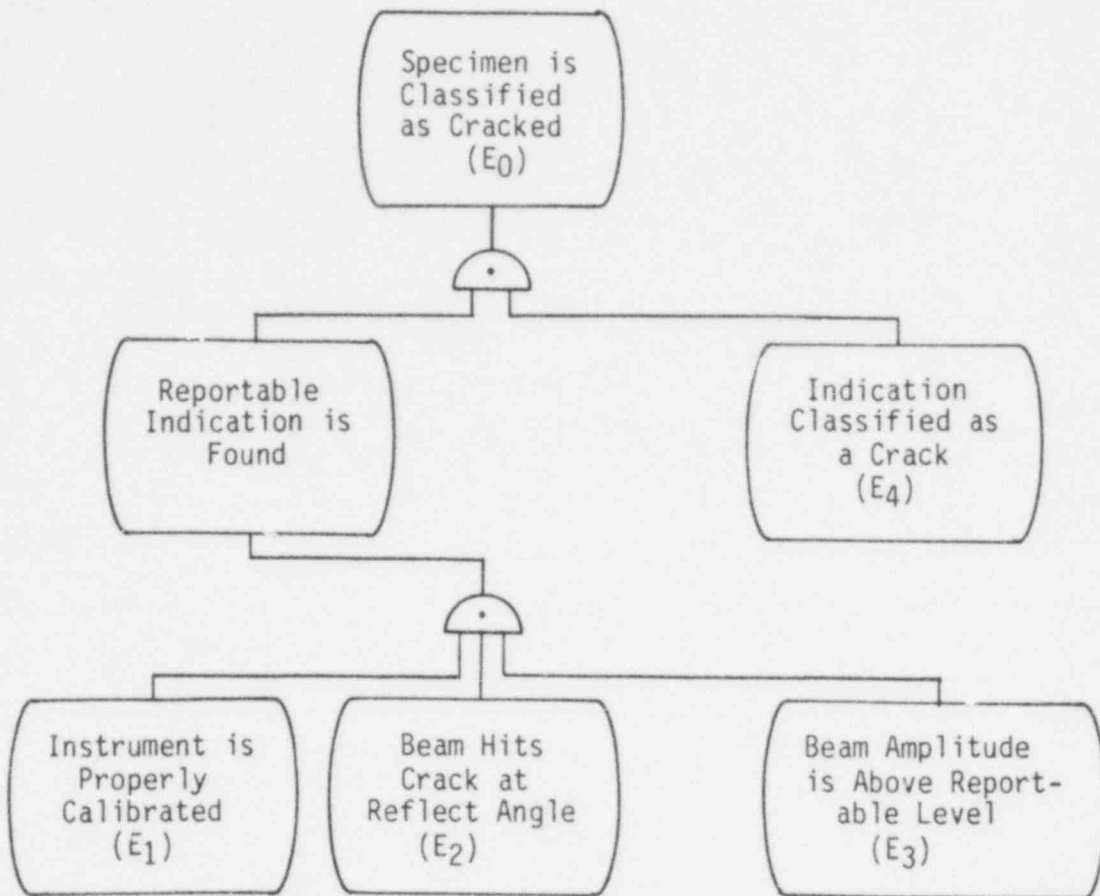 Specimen is
Classified
as Cracked
(E0)
Reportable
Indication is
Found
Indication
Classified as
a Crack
(E4)
Instrument is
Properly
Calibrated
(E1)
Beam Hits
Crack at
Reflect Angle
(E2)
Beam Amplitude
is Above Report-
able Level
(E3)